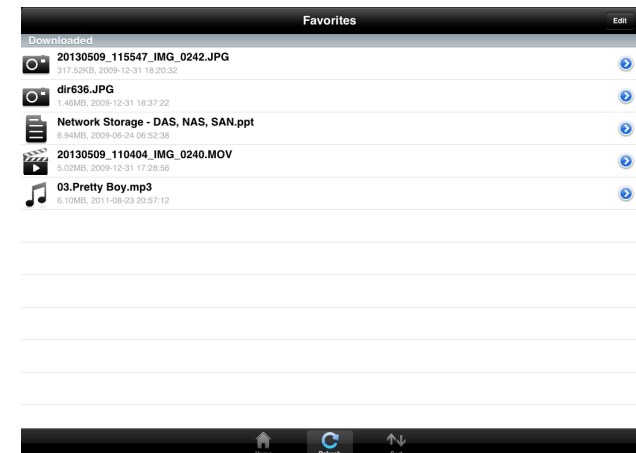 Favorites
Edit
Downloaded
20130509_115547_IMG_0242.JPG
317.52KB, 2009-12-31 18:20:32
dir636.JPG
1.46MB, 2009-12-31 18:37:22
Network Storage - DAS, NAS, SAN.ppt
6.94MB, 2009-06-24 06:52:38
20130509_110404_IMG_0240.MOV
5.02MB, 2009-12-31 17:28:56
03.Pretty Boy.mp3
6.10MB, 2011-08-23 20:57:12